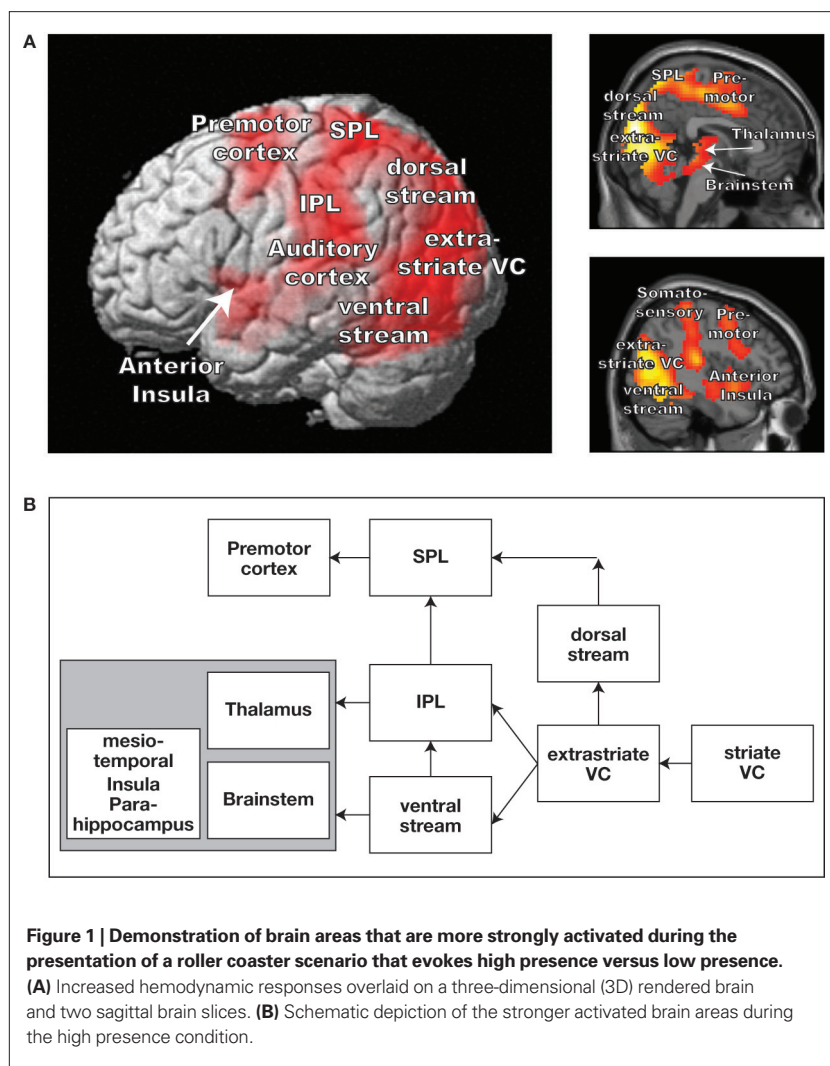 A
Premotor
cortex
SPL
dorsal
stream
IPL
Auditory
cortex
extra-
striate VC
ventral
stream
Anterior
Insula
SPL
Pre-
motor
dorsal
stream
extra-
striate VC
Thalamus
Brainstem
Somato-
sensory
Pre-
motor
extra-
striate VC
ventral
stream
Anterior
Insula
B
Premotor
cortex
SPL
dorsal
stream
Thalamus
IPL
extrastriate
VC
striate
VC
mesio-
temporal
Insula
Para-
hippocampus
Brainstem
ventral
stream
Figure 1 | Demonstration of brain areas that are more strongly activated during the
presentation of a roller coaster scenario that evokes high presence versus low presence.
(A) Increased hemodynamic responses overlaid on a three-dimensional (3D) rendered brain
and two sagittal brain slices. (B) Schematic depiction of the stronger activated brain areas during
the high presence condition.